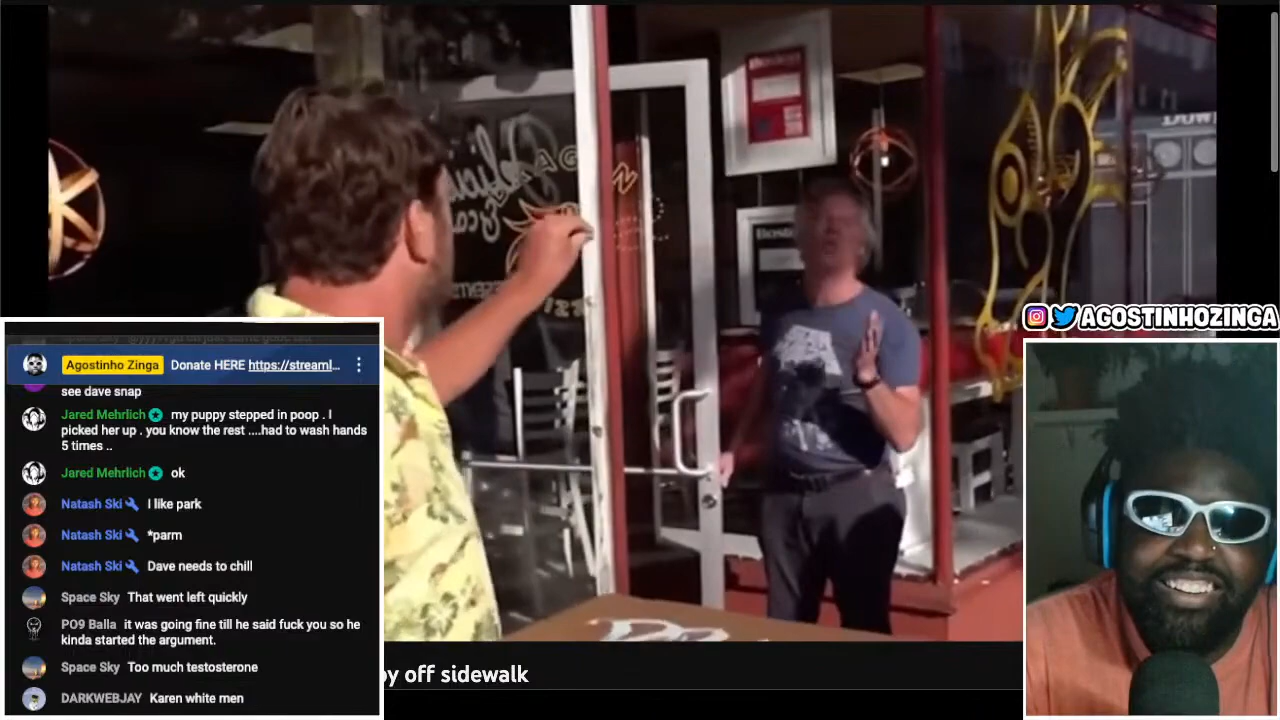 DRAGON
Boston
DOWN
AGOSTINHOZINGA
Agostinho Zinga Donate HERE https://streaml...
see dave snap
Jared Mehrlich my puppy stepped in poop . I
picked her up . you know the rest ....had to wash hands
5 times ..
Jared Mehrlich ok
Natash Ski I like park
Natash Ski *parm
Natash Ski Dave needs to chill
Space Sky That went left quickly
PO9 Balla it was going fine till he said fuck you so he
kinda started the argument.
Space Sky Too much testosterone
DARKWEBJAY Karen white men
by off sidewalk